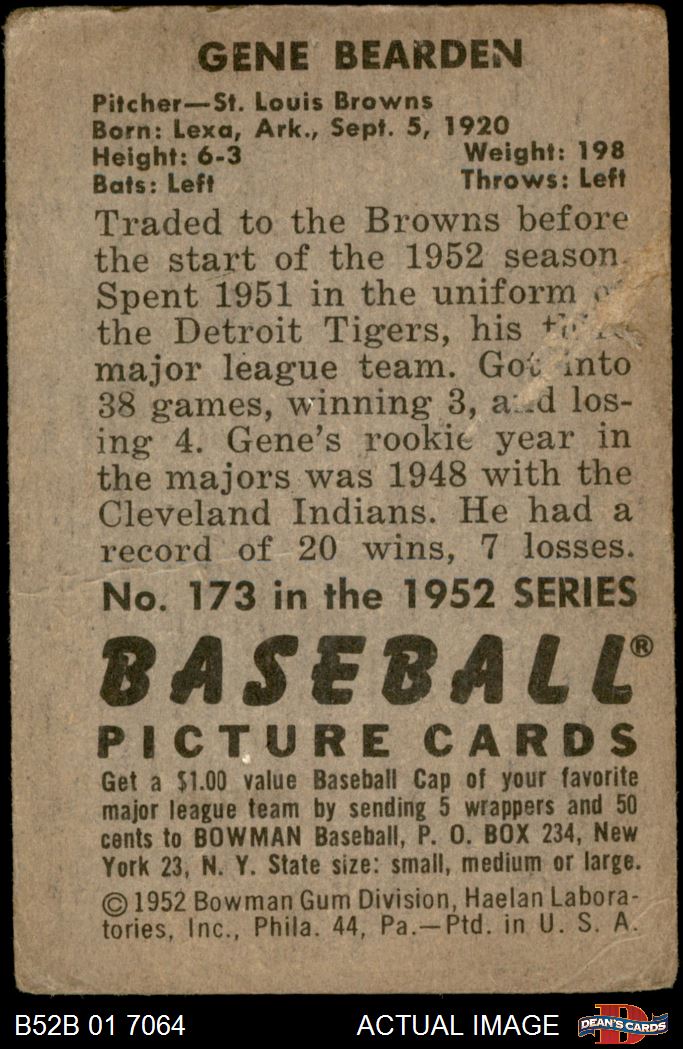 GENE BEARDEN
Pitcher—St. Louis Browns
Born: Lexa, Ark., Sept. 5, 1920
Height: 6-3 Weight: 198
Bats: Left Throws: Left
Traded to the Browns before
the start of the 1952 season.
Spent 1951 in the uniform
the Detroit Tigers, his
major league team. Got into
38 games, winning 3, and los-
ing 4. Gene's rookie year in
the majors was 1948 with the
Cleveland Indians. He had a
record of 20 wins, 7 losses.
No. 173 in the 1952 SERIES
BASEBALL®
PICTURE CARDS
Get a $1.00 value Baseball Cap of your favorite
major league team by sending 5 wrappers and 50
cents to BOWMAN Baseball, P. O. BOX 234, New
York 23, N. Y. State size: small, medium or large.
©1952 Bowman Gum Division, Haelan Labora-
tories, Inc., Phila. 44, Pa.—Ptd. in U. S. A.
B52B 01 7064 ACTUAL IMAGE D DEAN'S CARDS